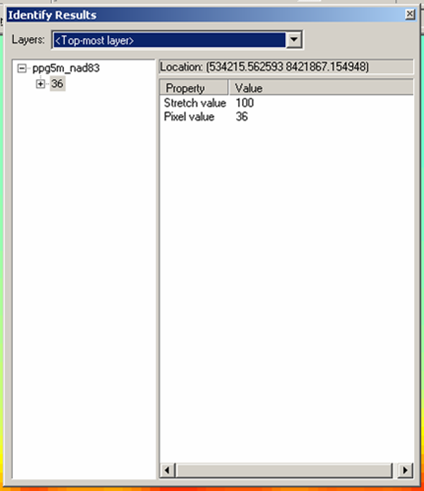 Identify Results
Layers: <Top-most layer>
ppg5m_nad83
36
Location: (534215.562593 8421867.154948)
Property Value
Stretch value 100
Pixel value 36